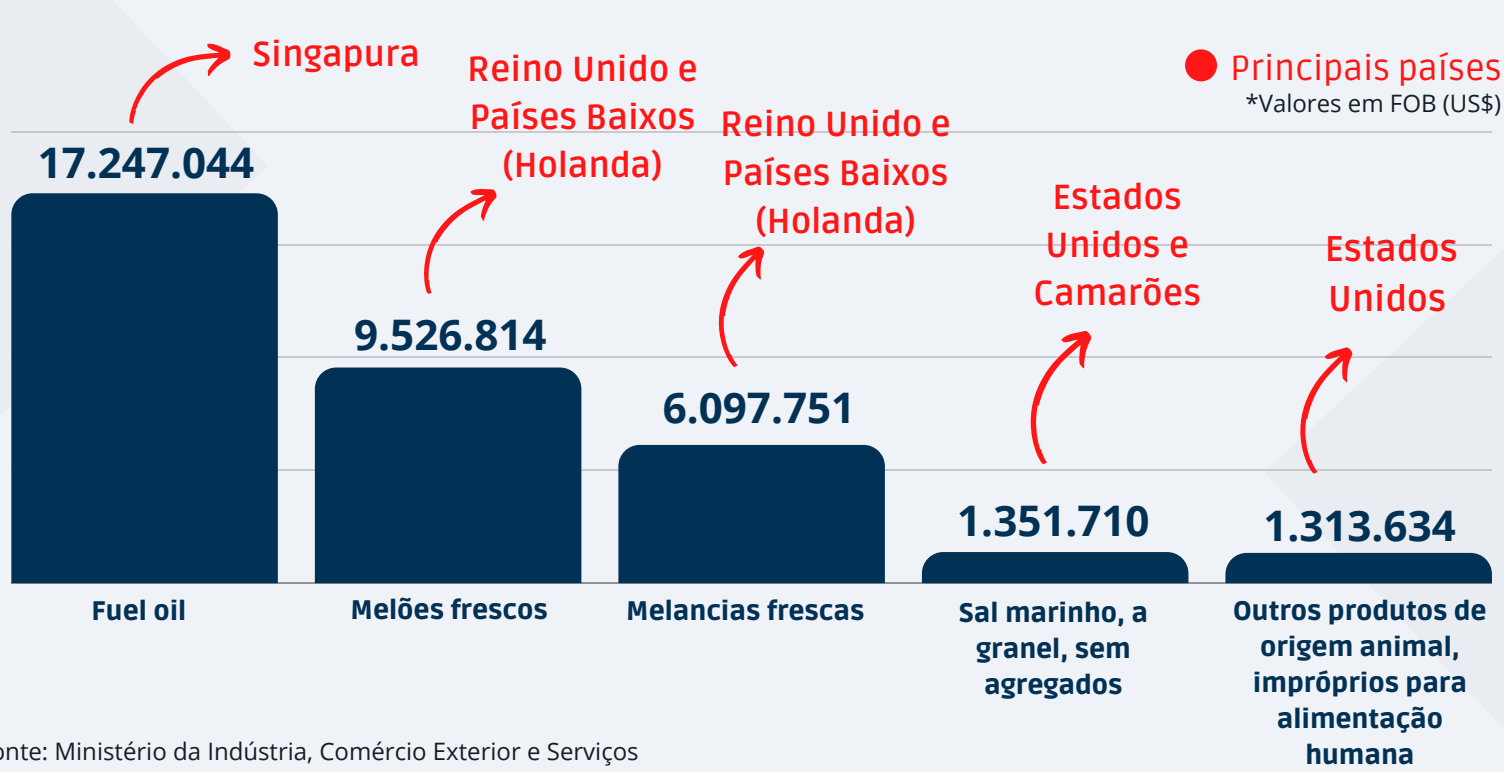 Singapura
Reino Unido e
Países Baixos
(Holanda)
Reino Unido e
Países Baixos
(Holanda)
Estados
Unidos e
Camarões
Estados
Unidos
Principais países
*Valores em FOB (US$)
17.247.044
9.526.814
6.097.751
1.351.710
1.313.634
Fuel oil
Melões frescos
Melancias frescas
Sal marinho, a
granel, sem
agregados
Outros produtos de
origem animal,
impróprios para
alimentação
humana
onte: Ministério da Indústria, Comércio Exterior e Serviços